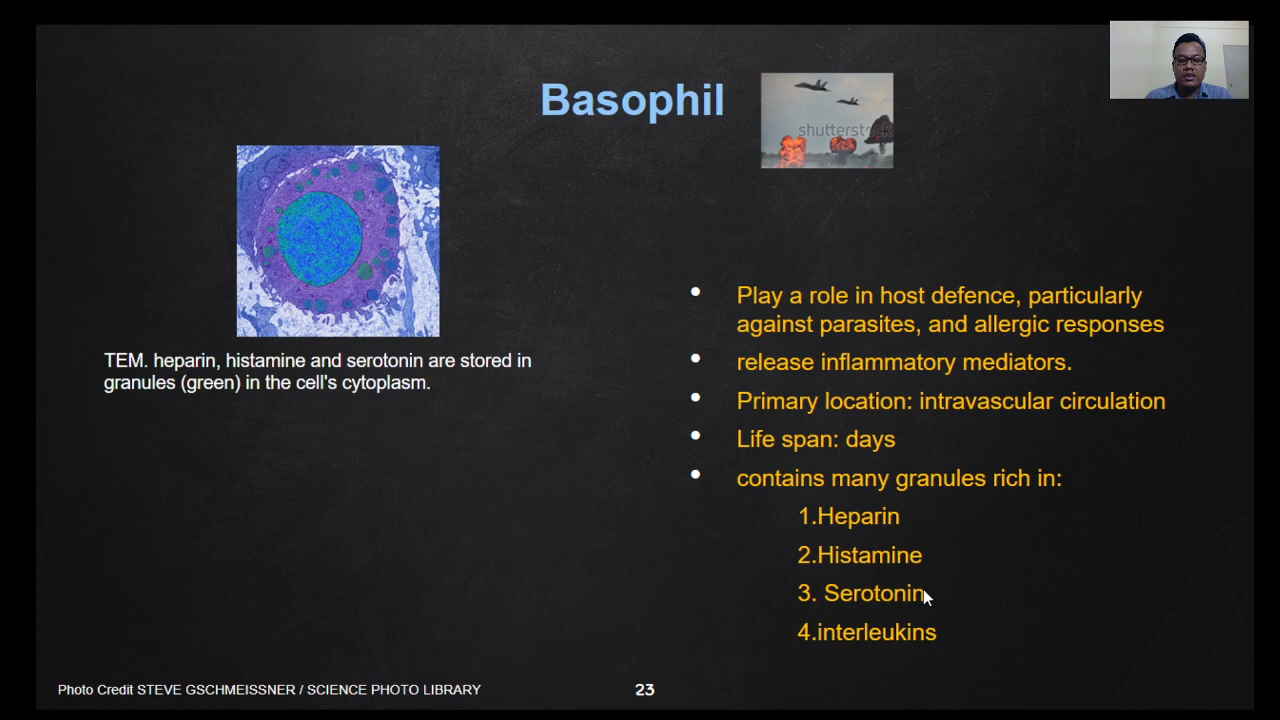 Basophil
shutterstock
TEM. heparin, histamine and serotonin are stored in
granules (green) in the cell's cytoplasm.
• Play a role in host defence, particularly
against parasites, and allergic responses
• release inflammatory mediators.
• Primary location: intravascular circulation
• Life span: days
• contains many granules rich in:
1.Heparin
2.Histamine
3. Serotonin
4.interleukins
Photo Credit STEVE GSCHMEISSNER / SCIENCE PHOTO LIBRARY
23